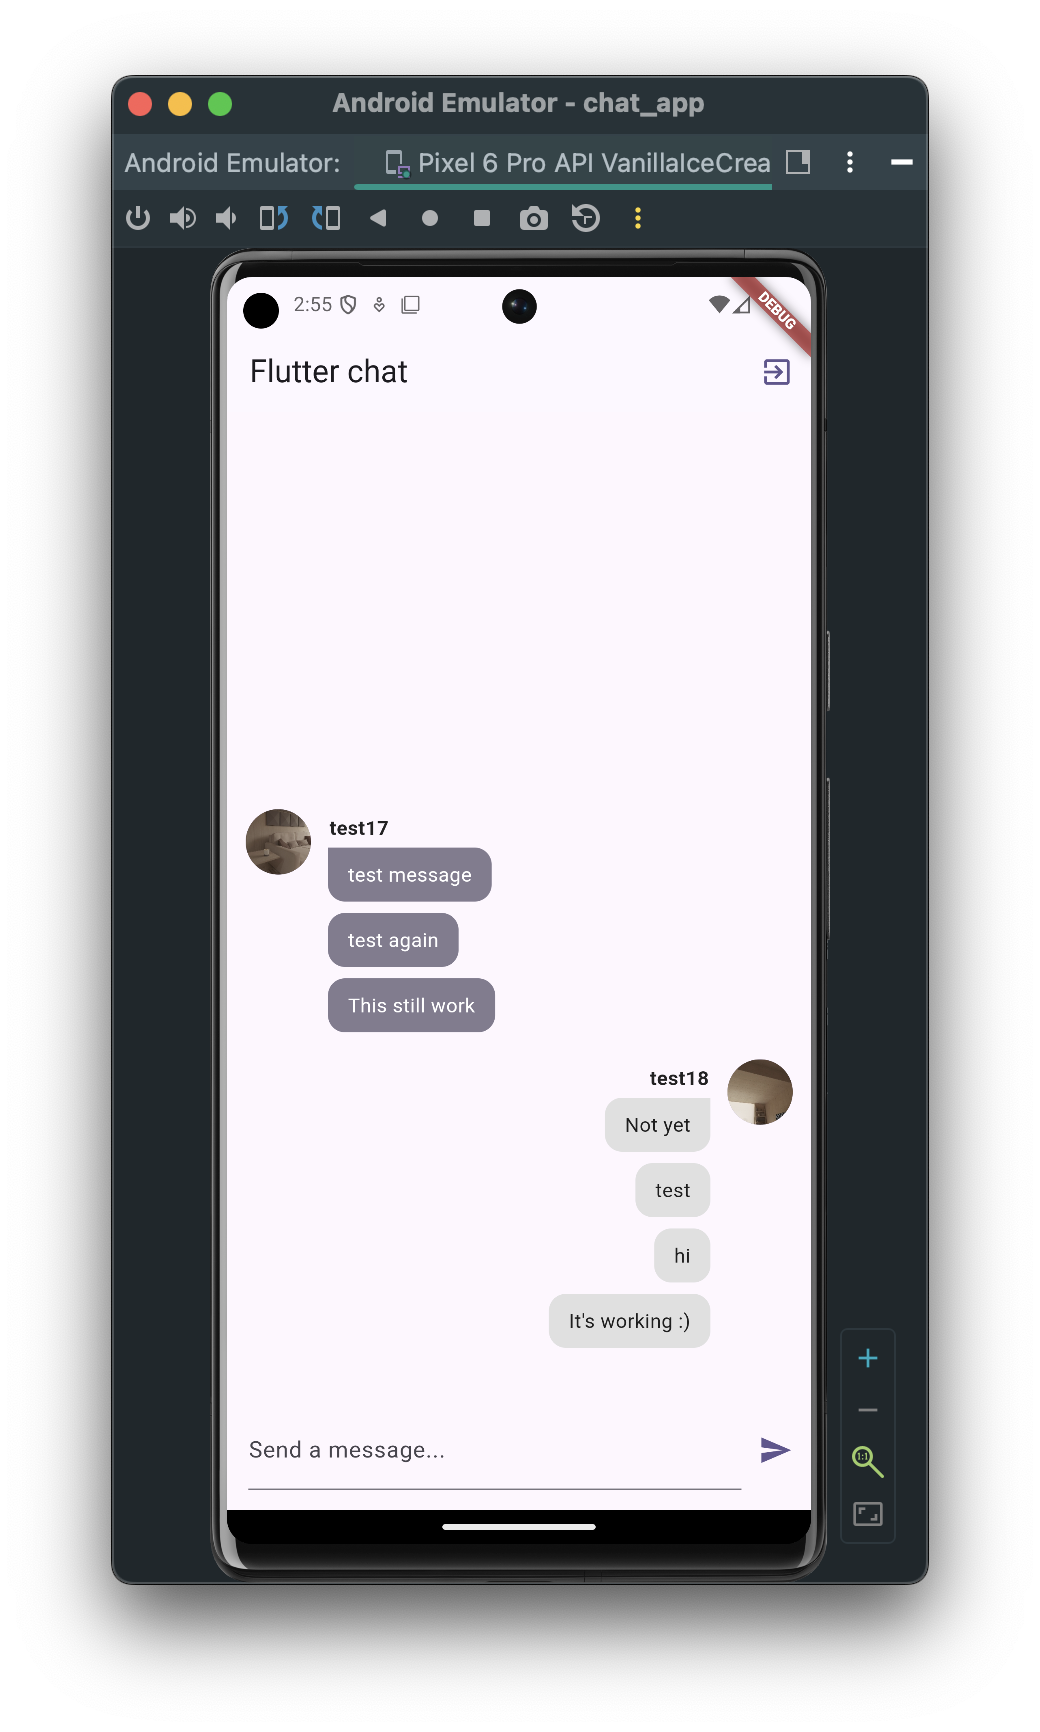 Android Emulator - chat_app
Android Emulator: Pixel 6 Pro API VanillaIceCrea
2:55
DEBUG
Flutter chat
test17
test message
test again
This still work
test18
Not yet
test
hi
It's working :)
Send a message...
1:1